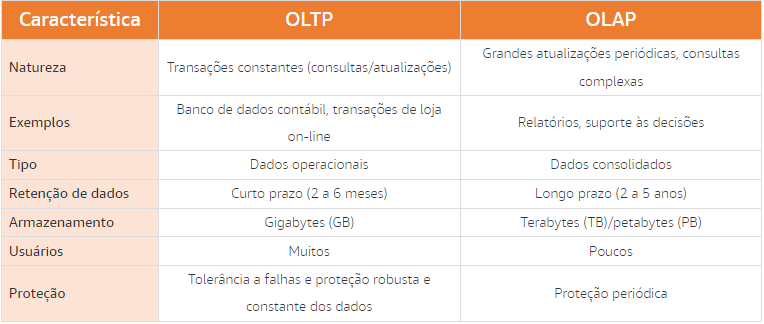 Característica OLTP OLAP
Natureza Transações constantes (consultas/atualizações) Grandes atualizações periódicas, consultas
complexas
Exemplos Banco de dados contábil, transações de loja
on-line Relatórios, suporte às decisões
Tipo Dados operacionais Dados consolidados
Retenção de dados Curto prazo (2 a 6 meses) Longo prazo (2 a 5 anos)
Armazenamento Gigabytes (GB) Terabytes (TB)/petabytes (PB)
Usuários Muitos Poucos
Proteção Tolerância a falhas e proteção robusta e
constante dos dados Proteção periódica